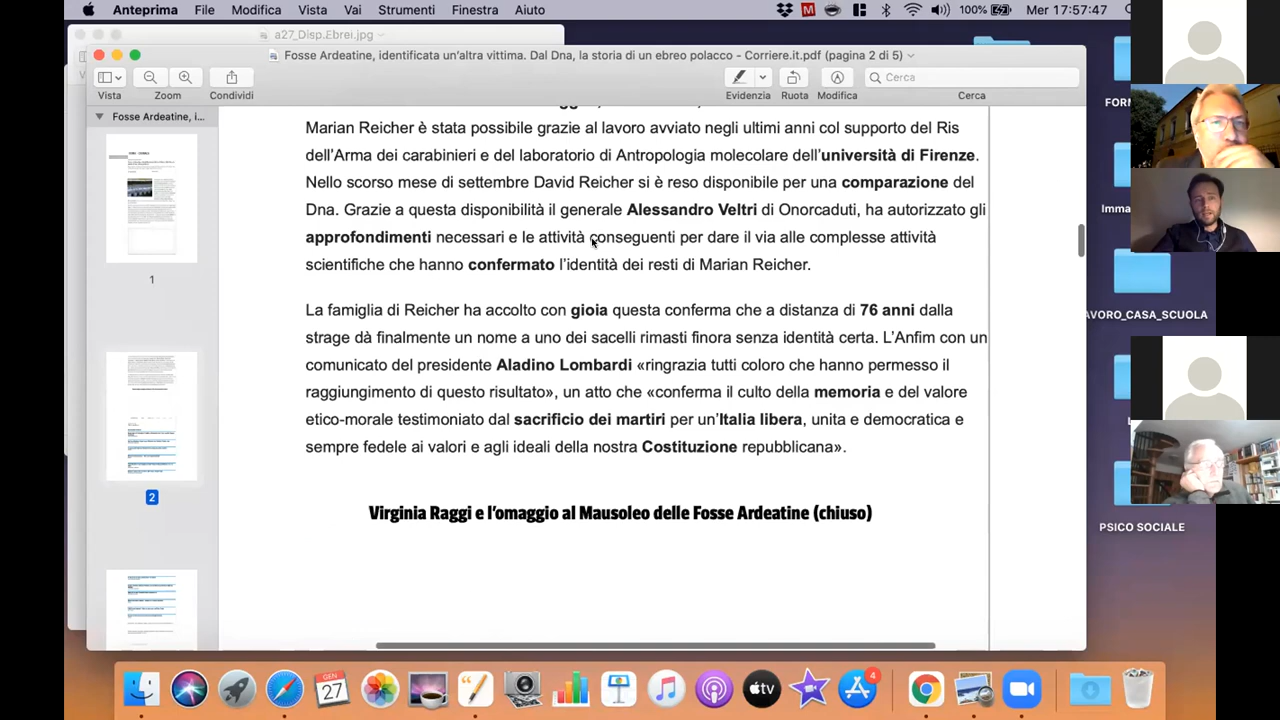 Anteprima File Modifica Vista Vai Strumenti Finestra Aiuto 100% Mer 17:57:47
a27_Disp.Ebrei.jpg
Fosse Ardeatine, identificata un'altra vittima. Dal Dna, la storia di un ebreo polacco - Corriere.it.pdf (pagina 2 di 5)
Cerca
Vista Zoom Condividi Evidenzia Ruota Modifica Cerca
Fosse Ardeatine, i...
Marian Reicher è stata possibile grazie al lavoro avviato negli ultimi anni col supporto del Ris
dell'Arma dei carabinieri e del laboratorio di Antropologia molecolare dell'università di Firenze.
Nello scorso mese di settembre David Reicher si è reso disponibile per una comparazione del
Dna. Grazie a questa disponibilità il generale Alessandro Veltri di Onorcaduti, ha autorizzato gli
approfondimenti necessari e le attività conseguenti per dare il via alle complesse attività
scientifiche che hanno confermato l'identità dei resti di Marian Reicher.
La famiglia di Reicher ha accolto con gioia questa conferma che a distanza di 76 anni dalla
strage dà finalmente un nome a uno dei sacelli rimasti finora senza identità certa. L'Anfim con un
comunicato del presidente Aladino Lombardi «ringrazia tutti coloro che hanno permesso il
raggiungimento di questo risultato», un atto che «conferma il culto della memoria e del valore
etico-morale testimoniato dal sacrificio dei martiri per un'Italia libera, unita e democratica e
sempre fedele ai valori e agli ideali della nostra Costituzione repubblicana».
Virginia Raggi e l'omaggio al Mausoleo delle Fosse Ardeatine (chiuso)
1
2
FORM
Imma
AVORO_CASA_SCUOLA
PSICO SOCIALE
GEN
27
tv
4